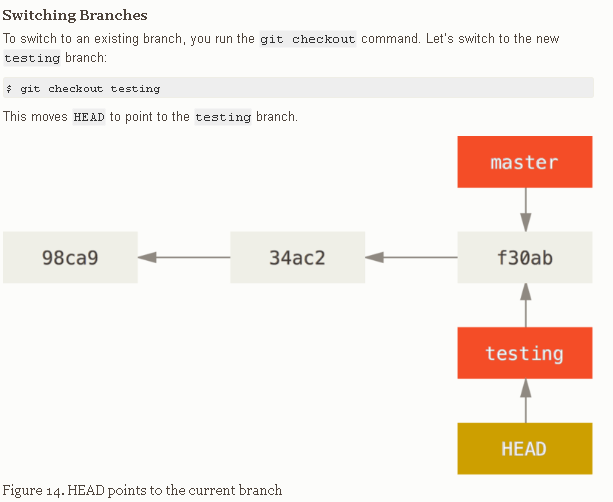 Switching Branches
To switch to an existing branch, you run the git checkout command. Let's switch to the new
testing branch:
$ git checkout testing
This moves HEAD to point to the testing branch.
master
98ca9
34ac2
f30ab
testing
HEAD
Figure 14. HEAD points to the current branch